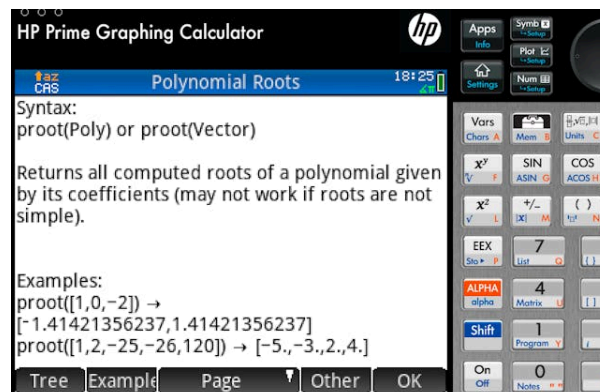 HP Prime Graphing Calculator
hp
az
CAS
Polynomial Roots
18:25
Syntax:
proot(Poly) or proot(Vector)
Returns all computed roots of a polynomial given
by its coefficients (may not work if roots are not
simple).
Examples:
proot([1,0,−2]) →
[⁻1.41421356237,1.41421356237]
proot([1,2,−25,−26,120]) → [−5.,−3.,2.,4.]
Tree Example Page Other OK
Apps
Info
Symb
Setup
Plot
Setup
Settings
Num
Setup
Vars
Chars A
Mem B
Units C
xʸ
F
SIN
ASIN G
COS
ACOS H
x²
√ L
+/−
|x| M
( )
N
EEX
Sto ▸ P
7
List Q
{ }
ALPHA
alpha
4
Matrix U
[ ]
Shift
1
Program Y
On
Off
0
Notes " "